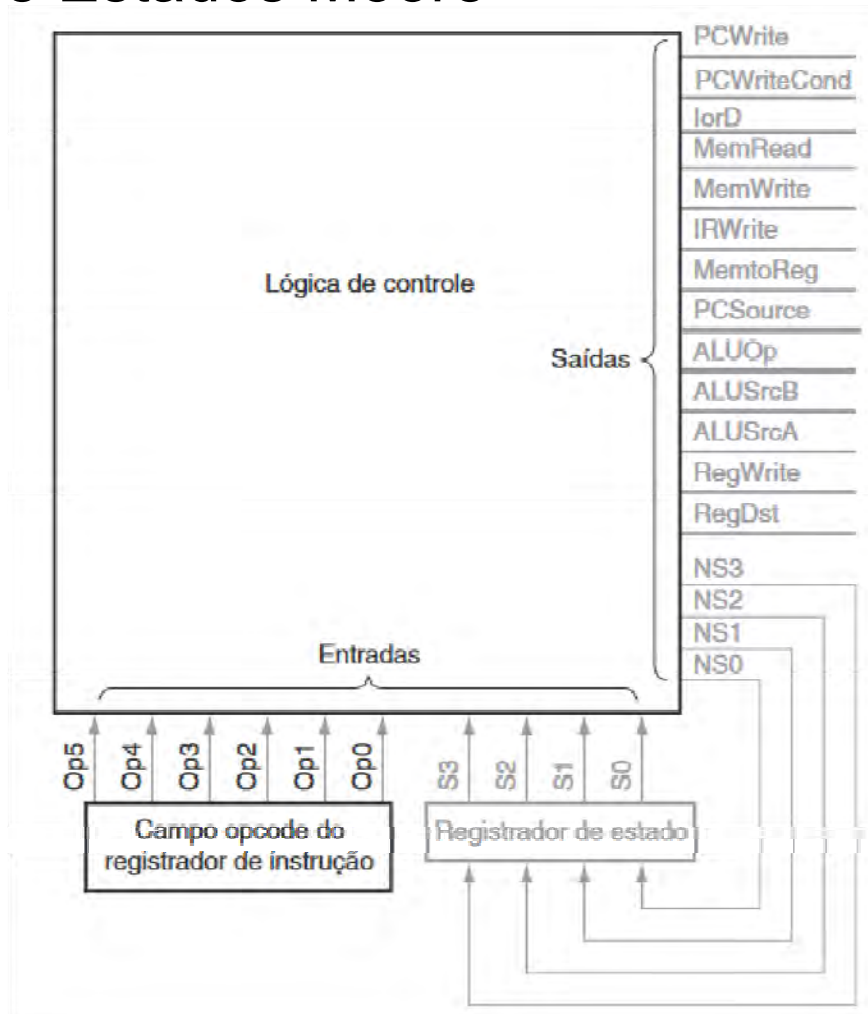 Estados Moore
PCWrite
PCWriteCond
IorD
MemRead
MemWrite
IRWrite
MemtoReg
PCSource
ALUOp
ALUSrcB
ALUSrcA
RegWrite
RegDst
NS3
NS2
NS1
NS0
Lógica de controle
Saídas
Entradas
Op5
Op4
Op3
Op2
Op1
Op0
S3
S2
S1
S0
Campo opcode do
registrador de instrução
Registrador de estado